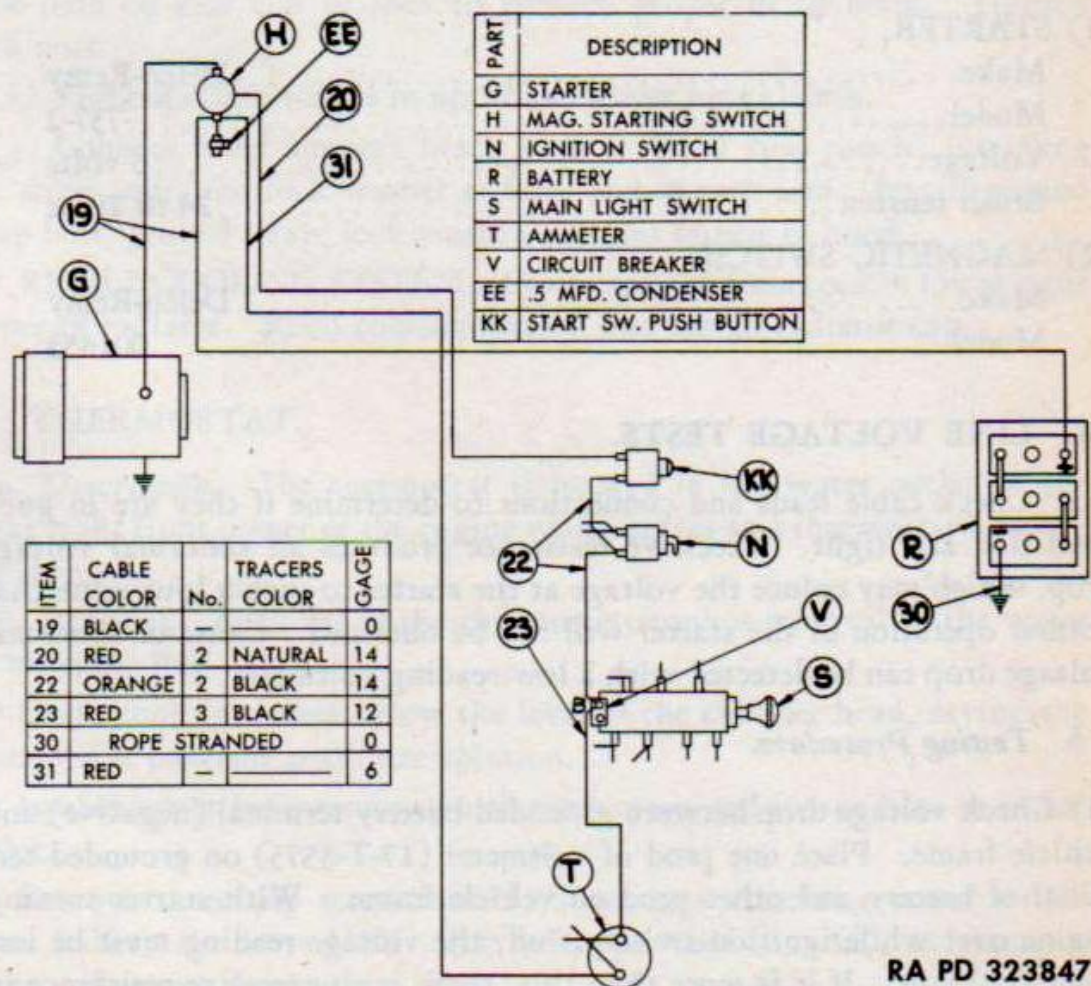 H
EE
20
31
19
G
PART DESCRIPTION
G STARTER
H MAG. STARTING SWITCH
N IGNITION SWITCH
R BATTERY
S MAIN LIGHT SWITCH
T AMMETER
V CIRCUIT BREAKER
EE .5 MFD. CONDENSER
KK START SW. PUSH BUTTON
KK
N
22
R
+
−
30
23
V
B
S
ITEM CABLE COLOR No. TRACERS COLOR GAGE
19 BLACK 0
20 RED 2 NATURAL 14
22 ORANGE 2 BLACK 14
23 RED 3 BLACK 12
30 ROPE STRANDED 0
31 RED – 6
T
RA PD 323847